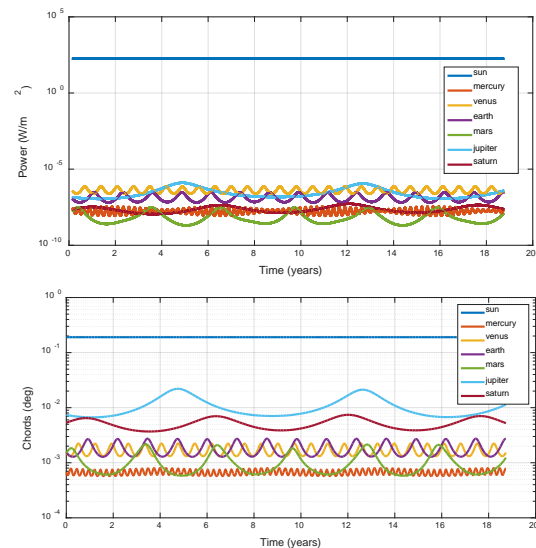 10^5
10^0
10^-5
10^-10
Power (W/m^2)
0 2 4 6 8 10 12 14 16 18 20
Time (years)
sun
mercury
venus
earth
mars
jupiter
saturn
10^0
10^-1
10^-2
10^-3
10^-4
Chords (deg)
0 2 4 6 8 10 12 14 16 18 20
Time (years)
sun
mercury
venus
earth
mars
jupiter
saturn